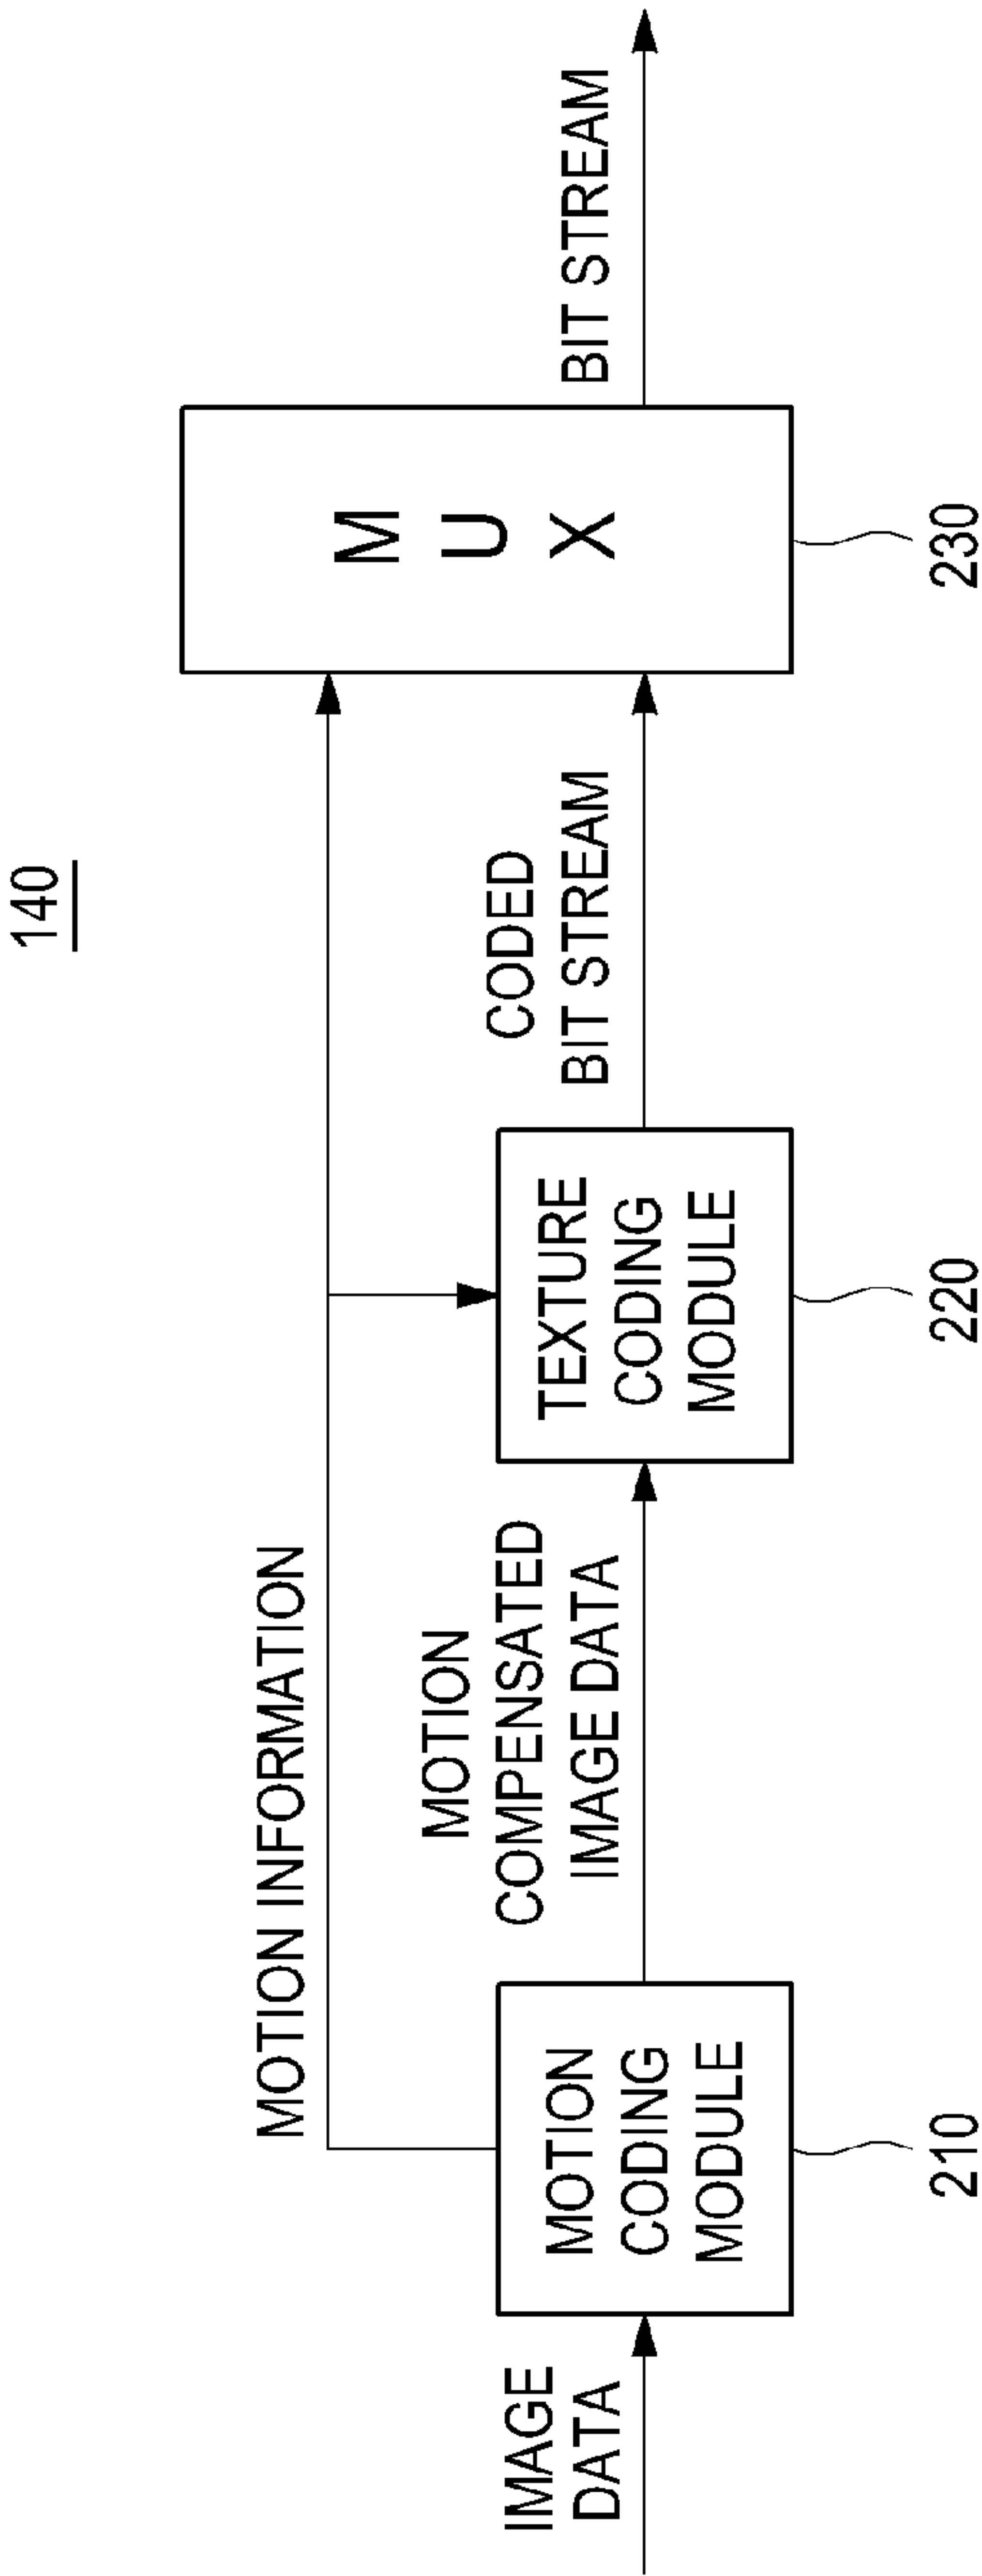 140
MOTION INFORMATION
IMAGE
DATA
MOTION
CODING
MODULE
210
MOTION
COMPENSATED
IMAGE DATA
TEXTURE
CODING
MODULE
220
CODED
BIT STREAM
M
U
X
230
BIT STREAM